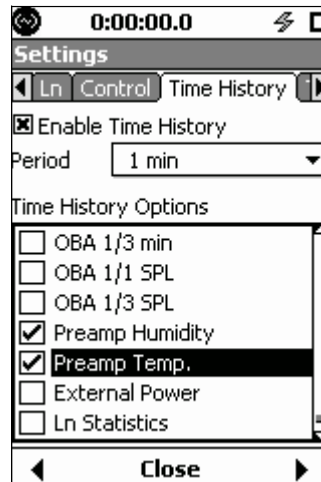 0:00:00.0
Settings
Ln Control Time History
Enable Time History
Period 1 min
Time History Options
OBA 1/3 min
OBA 1/1 SPL
OBA 1/3 SPL
Preamp Humidity
Preamp Temp.
External Power
Ln Statistics
Close